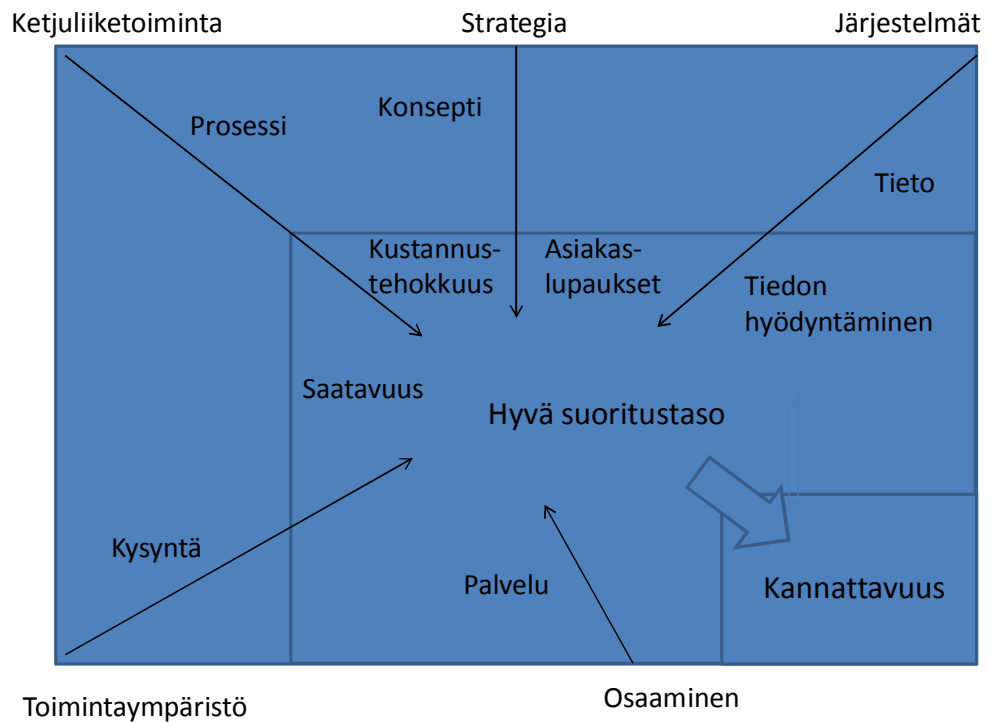 Ketjuliiketoiminta
Strategia
Järjestelmät
Konsepti
Prosessi
Tieto
Kustannus-
tehokkuus
Asiakas-
lupaukset
Tiedon
hyödyntäminen
Saatavuus
Hyvä suoritustaso
Kysyntä
Palvelu
Kannattavuus
Toimintaympäristö
Osaaminen